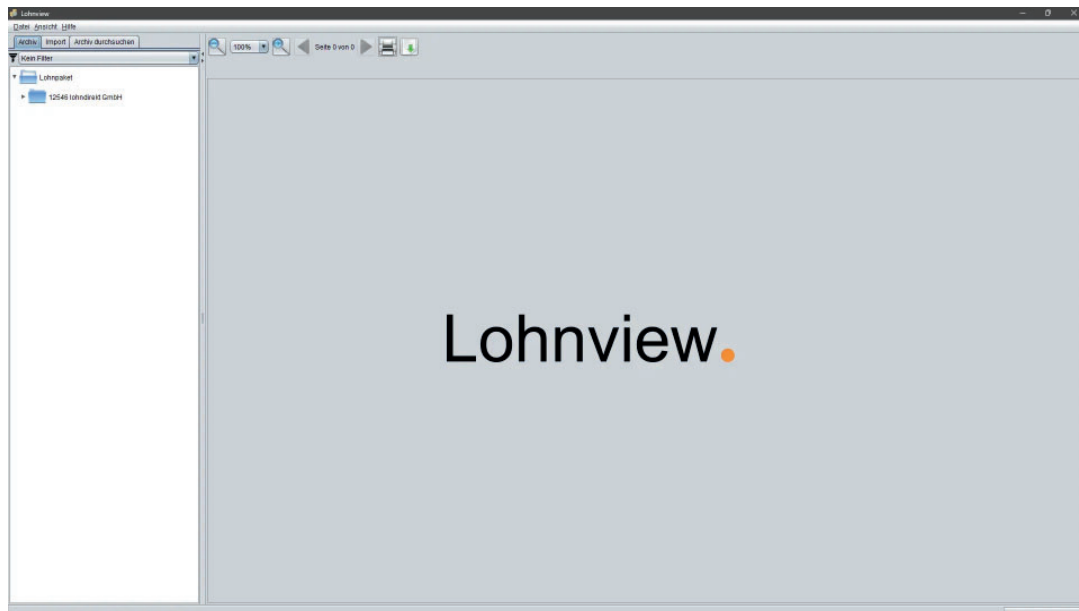 Lohnview
Datei Ansicht Hilfe
Archiv Import Archiv durchsuchen
Kein Filter
100% Seite 0 von 0
Lohnpaket
12546 lohndirekt GmbH
Lohnview.